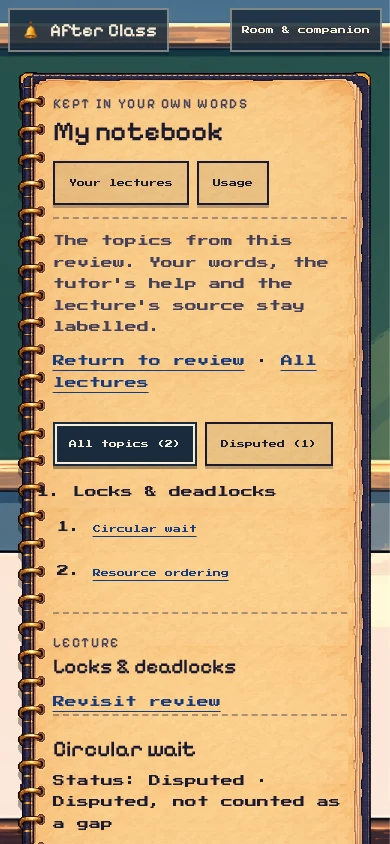 After Class
Room & companion
KEPT IN YOUR OWN WORDS
My notebook
Your lectures
Usage
The topics from this
review. Your words, the
tutor's help and the
lecture's source stay
labelled.
Return to review · All
lectures
All topics (2)
Disputed (1)
1. Locks & deadlocks
1. Circular wait
2. Resource ordering
LECTURE
Locks & deadlocks
Revisit review
Circular wait
Status: Disputed ·
Disputed, not counted as
a gap